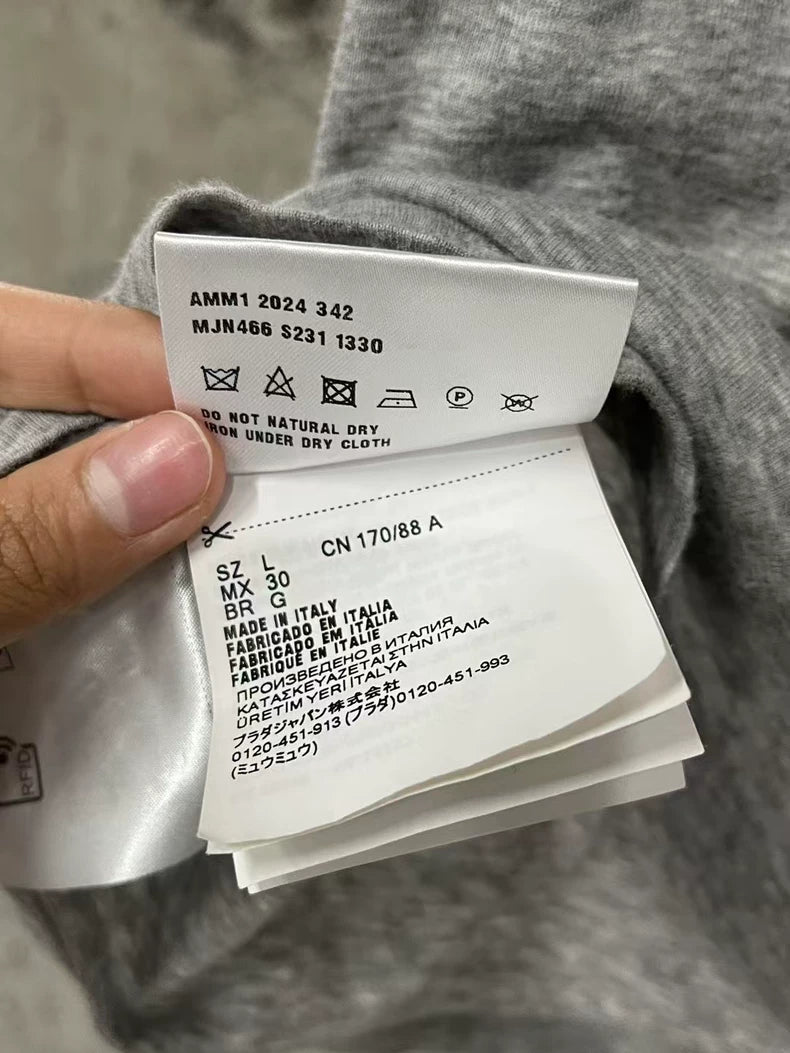 AMM1 2024 342
MJN466 S231 1330
P
W
DO NOT NATURAL DRY
IRON UNDER DRY CLOTH
SZ L CN 170/88 A
MX 30
BR G
MADE IN ITALY
FABRICADO EN ITALIA
FABRICADO EM ITALIA
FABRIQUÉ EN ITALIE
ПРОИЗВЕДЕНО В ИТАЛИЯ
ΚΑΤΑΣΚΕΥΑΖΕΤΑΙ ΣΤΗΝ ΙΤΑΛΙΑ
ÜRETİM YERİ İTALYA
プラダジャパン株式会社
0120-451-913 (プラダ)0120-451-993
(ミュウミュウ)
RFID